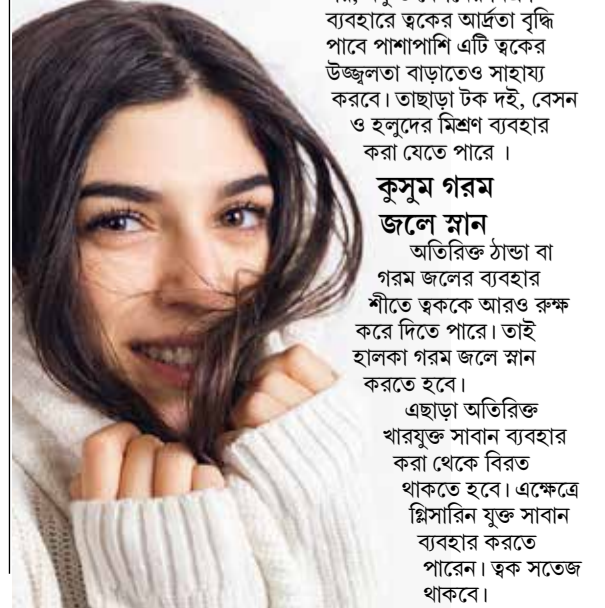 ব্যবহারে ত্বকের আর্দ্রতা বৃদ্ধি
পাবে পাশাপাশি এটি ত্বকের
উজ্জ্বলতা বাড়াতেও সাহায্য
করবে। তাছাড়া টক দই, বেসন
ও হলুদের মিশ্রণ ব্যবহার
করা যেতে পারে ।
কুসুম গরম
জলে স্নান
অতিরিক্ত ঠান্ডা বা
গরম জলের ব্যবহার
শীতে ত্বককে আরও রুক্ষ
করে দিতে পারে। তাই
হালকা গরম জলে স্নান
করতে হবে।
এছাড়া অতিরিক্ত
খারযুক্ত সাবান ব্যবহার
করা থেকে বিরত
থাকতে হবে। এক্ষেত্রে
গ্লিসারিন যুক্ত সাবান
ব্যবহার করতে
পারেন। ত্বক সতেজ
থাকবে।